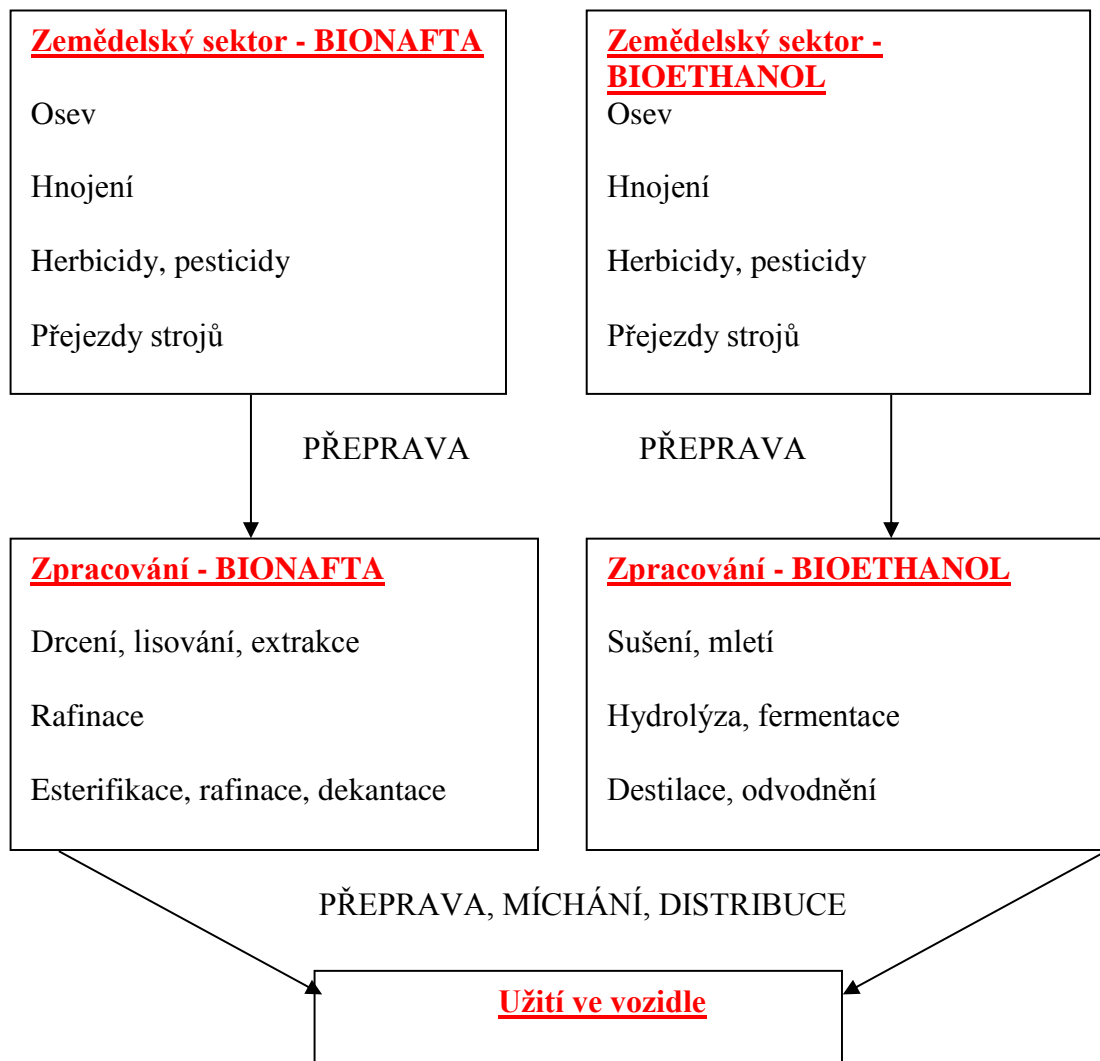 Zemědelský sektor - BIONAFTA
Osev
Hnojení
Herbicidy, pesticidy
Přejezdy strojů
Zemědelský sektor -
BIOETHANOL
Osev
Hnojení
Herbicidy, pesticidy
Přejezdy strojů
PŘEPRAVA
PŘEPRAVA
Zpracování - BIONAFTA
Drcení, lisování, extrakce
Rafinace
Esterifikace, rafinace, dekantace
Zpracování - BIOETHANOL
Sušení, mletí
Hydrolýza, fermentace
Destilace, odvodnění
PŘEPRAVA, MÍCHÁNÍ, DISTRIBUCE
Užití ve vozidle